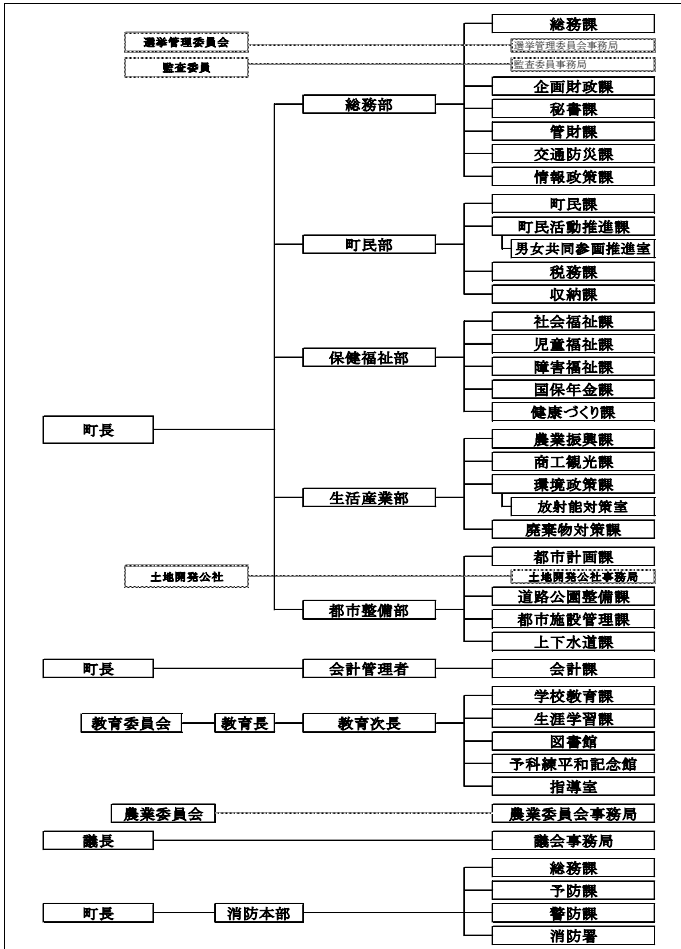 総務課
選挙管理委員会 選挙管理委員会事務局
監査委員 監査委員事務局
企画財政課
総務部 秘書課
管財課
交通防災課
情報政策課
町民課
町民活動推進課
町民部 男女共同参画推進室
税務課
収納課
社会福祉課
児童福祉課
保健福祉部 障害福祉課
国保年金課
健康づくり課
町長
農業振興課
商工観光課
環境政策課
生活産業部 放射能対策室
廃棄物対策課
都市計画課
土地開発公社 土地開発公社事務局
道路公園整備課
都市整備部 都市施設管理課
上下水道課
町長 会計管理者 会計課
学校教育課
生涯学習課
教育委員会 教育長 教育次長
図書館
予科練平和記念館
指導室
農業委員会 農業委員会事務局
議長 議会事務局
総務課
予防課
町長 消防本部 警防課
消防署